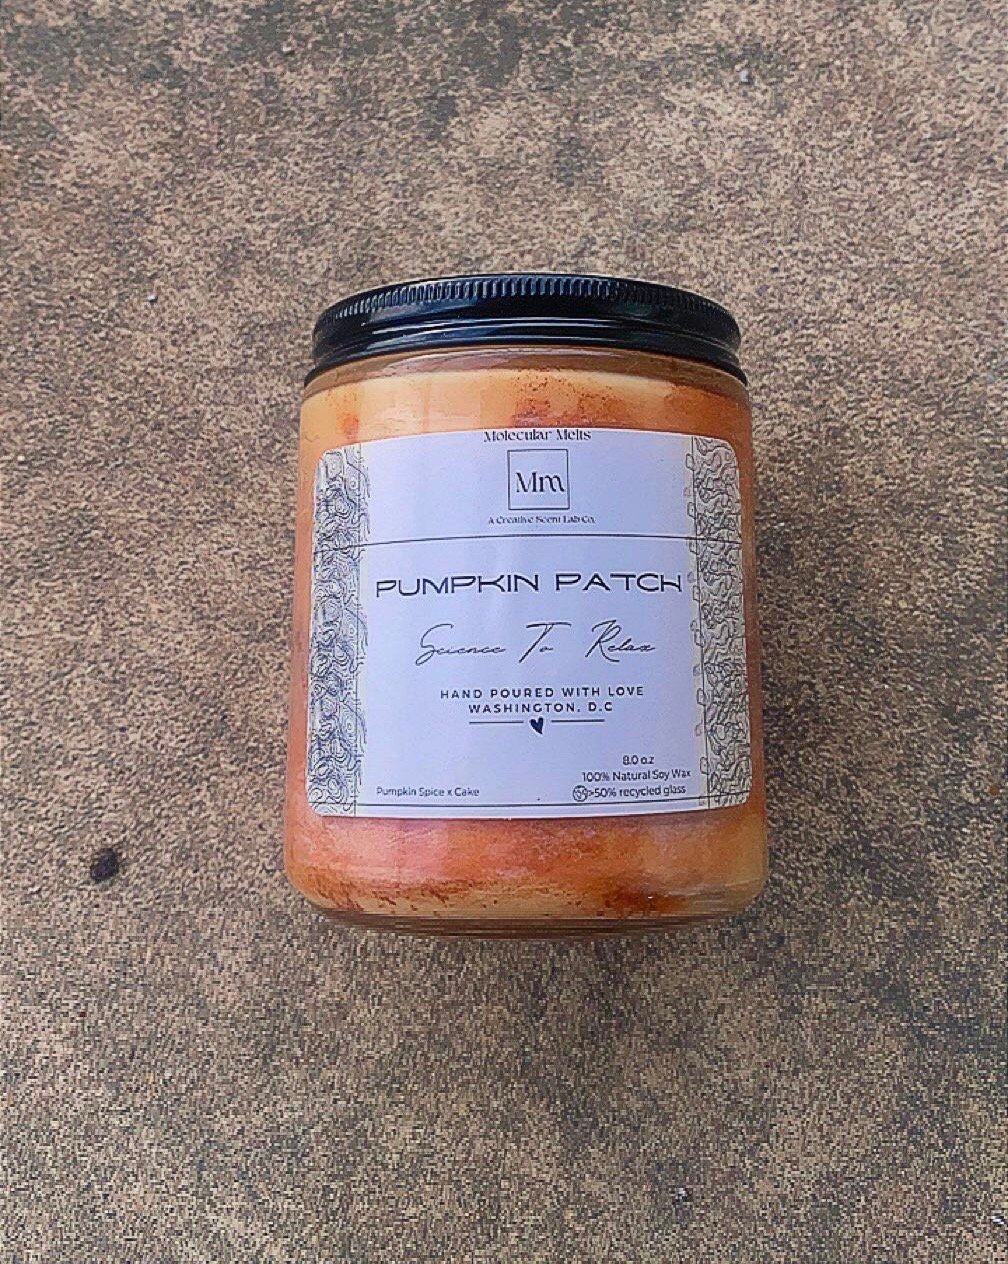 Molecular Melts
Mm
A Creative Scent Lab Co.
PUMPKIN PATCH
Science To Relax
HAND POURED WITH LOVE
WASHINGTON, D.C
8.0 oz
100% Natural Soy Wax
Pumpkin Spice x Cake
>50% recycled glass